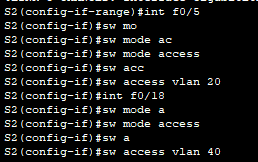 S2(config-if-range)#int f0/5
S2(config-if)#sw mo
S2(config-if)#sw mode ac
S2(config-if)#sw mode access
S2(config-if)#sw acc
S2(config-if)#sw access vlan 20
S2(config-if)#int f0/18
S2(config-if)#sw mode a
S2(config-if)#sw mode access
S2(config-if)#sw a
S2(config-if)#sw access vlan 40